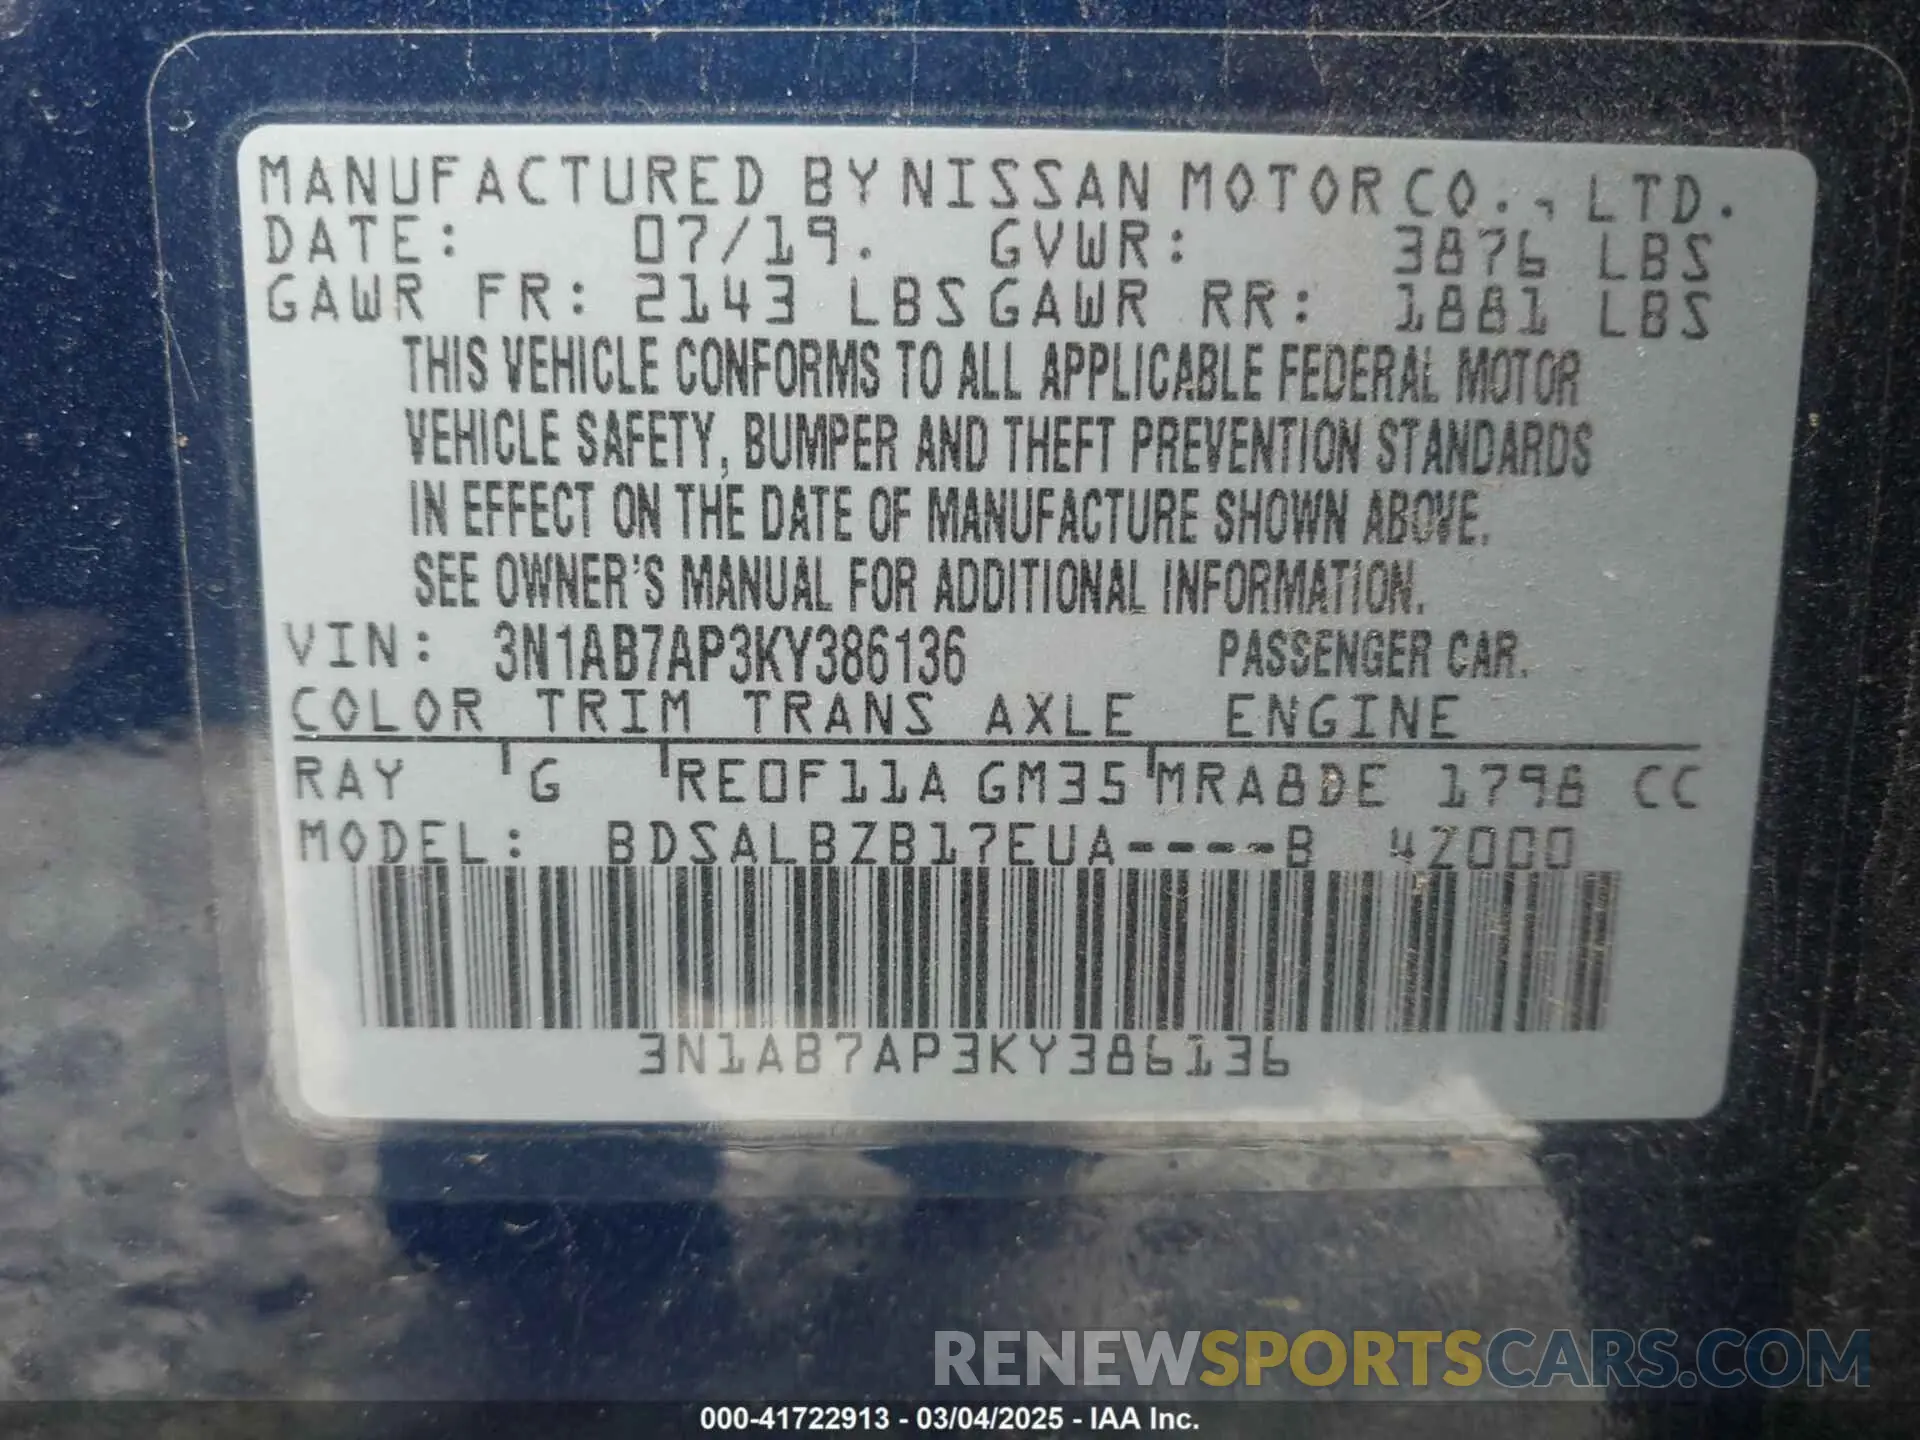 MANUFACTURED BY NISSAN MOTOR CO., LTD.
DATE: 07/19. GVWR: 3876 LBS
GAWR FR: 2143 LBS GAWR RR: 1881 LBS
THIS VEHICLE CONFORMS TO ALL APPLICABLE FEDERAL MOTOR
VEHICLE SAFETY, BUMPER AND THEFT PREVENTION STANDARDS
IN EFFECT ON THE DATE OF MANUFACTURE SHOWN ABOVE.
SEE OWNER'S MANUAL FOR ADDITIONAL INFORMATION.
VIN: 3N1AB7AP3KY386136 PASSENGER CAR.
COLOR TRIM TRANS AXLE ENGINE
RAY G RE0F11A GM35 MRA8DE 1798 CC
MODEL: BDSALBZB17EUA----B 4Z000
3N1AB7AP3KY386136
RENEWSPORTSCARS.COM
000-41722913 - 03/04/2025 - IAA Inc.